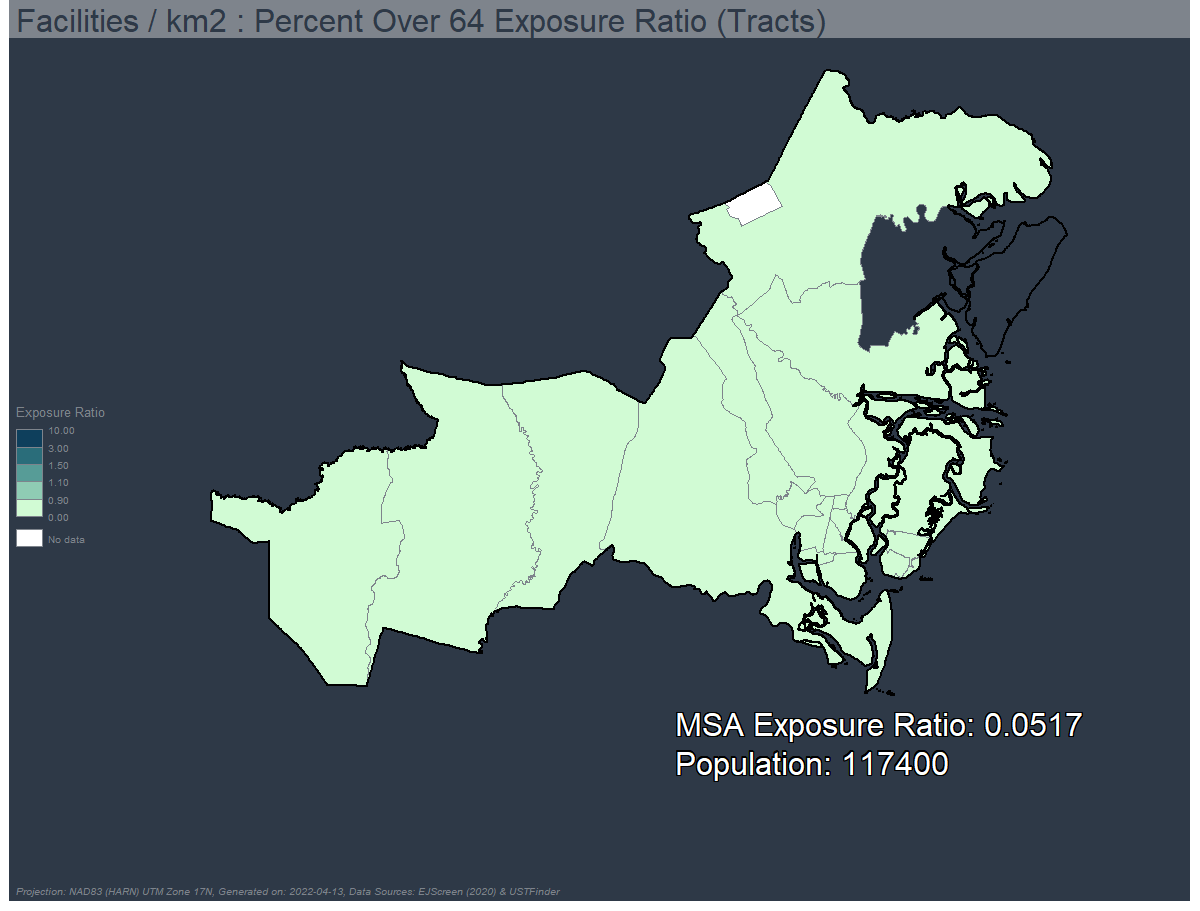 Facilities / km2 : Percent Over 64 Exposure Ratio (Tracts)
Exposure Ratio
10.00
3.00
1.50
1.10
0.90
0.00
No data
MSA Exposure Ratio: 0.0517
Population: 117400
Projection: NAD83 (HARN) UTM Zone 17N, Generated on: 2022-04-13, Data Sources: EJScreen (2020) & USTFinder